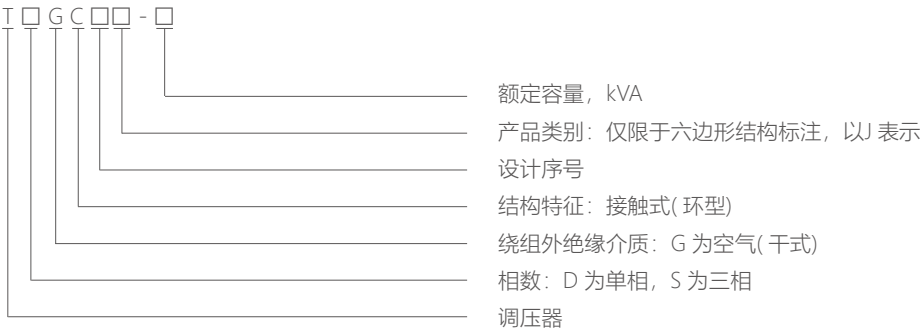 T □ G C □□ - □
额定容量，kVA
产品类别：仅限于六边形结构标注，以J 表示
设计序号
结构特征：接触式( 环型)
绕组外绝缘介质：G 为空气( 干式)
相数：D 为单相，S 为三相
调压器